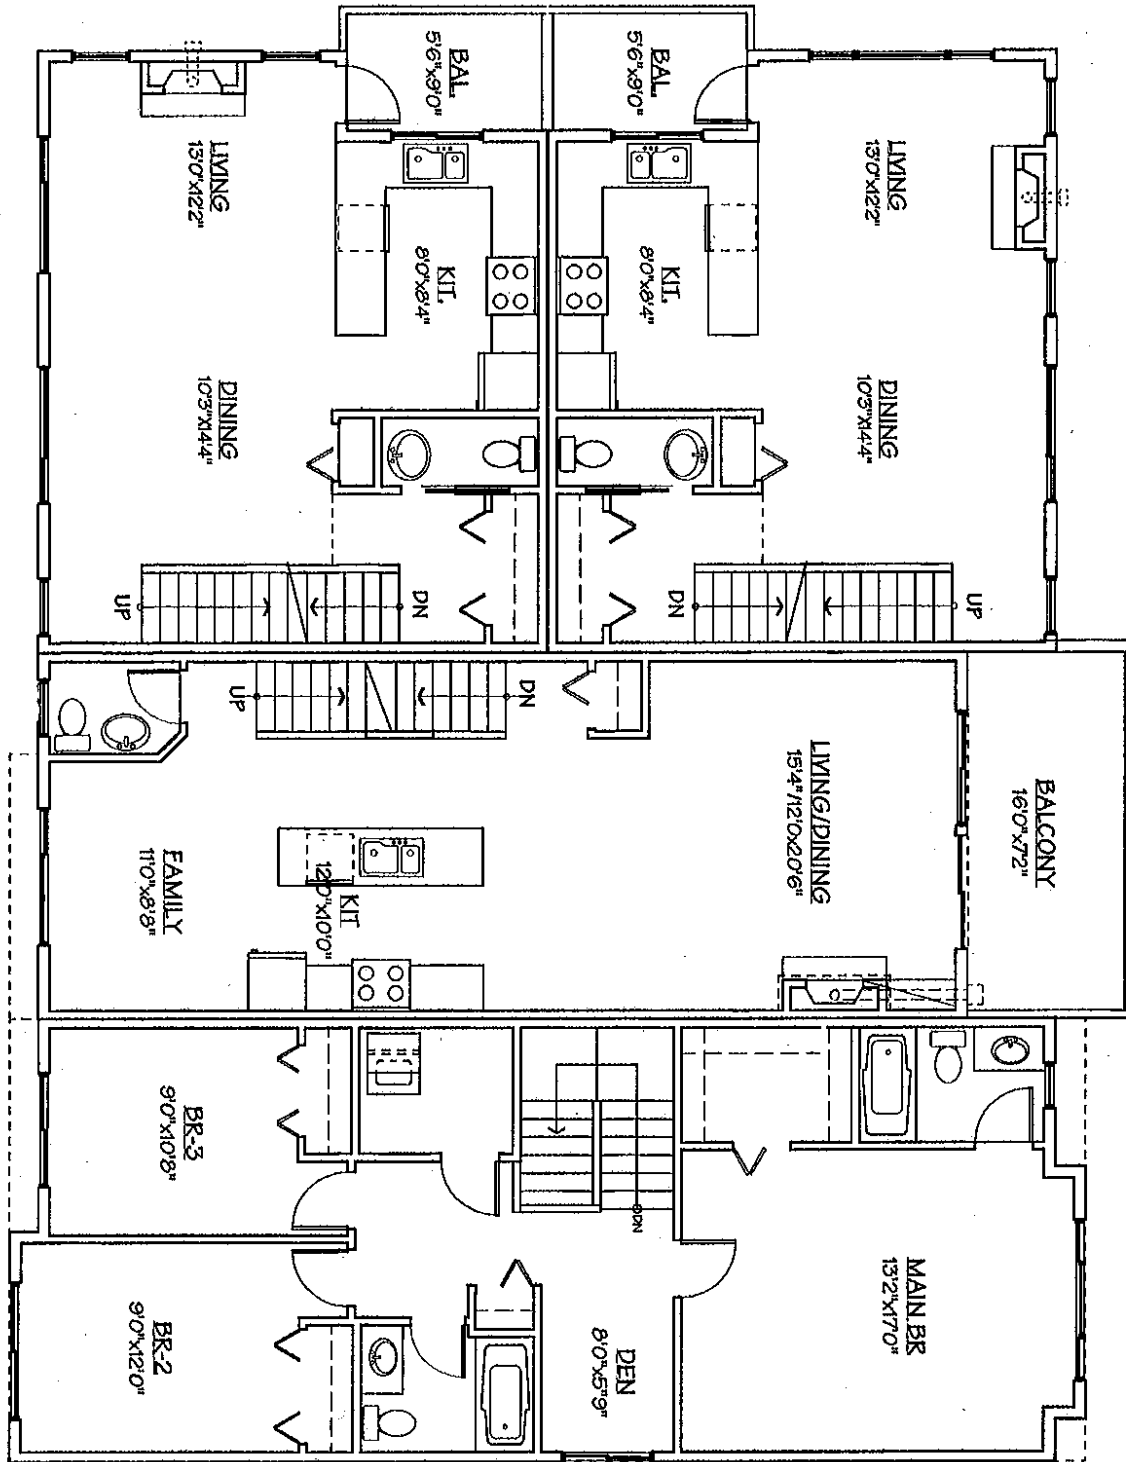 BAL.
5'6"x9'0"
BAL.
5'6"x9'0"
LIVING
13'0"x12'2"
LIVING
13'0"x12'2"
KIT.
8'0"x8'4"
KIT.
8'0"x8'4"
DINING
10'3"x14'4"
DINING
10'3"x14'4"
UP
DN
DN
UP
UP
DN
LIVING/DINING
15'4"/12'0x20'6"
BALCONY
16'0"x7'2"
FAMILY
11'0"x8'8"
KIT
12'0"x10'0"
BR-3
9'0"x10'8"
DN
MAIN BR
13'2"x17'0"
BR-2
9'0"x12'0"
DEN
8'0"x5'9"